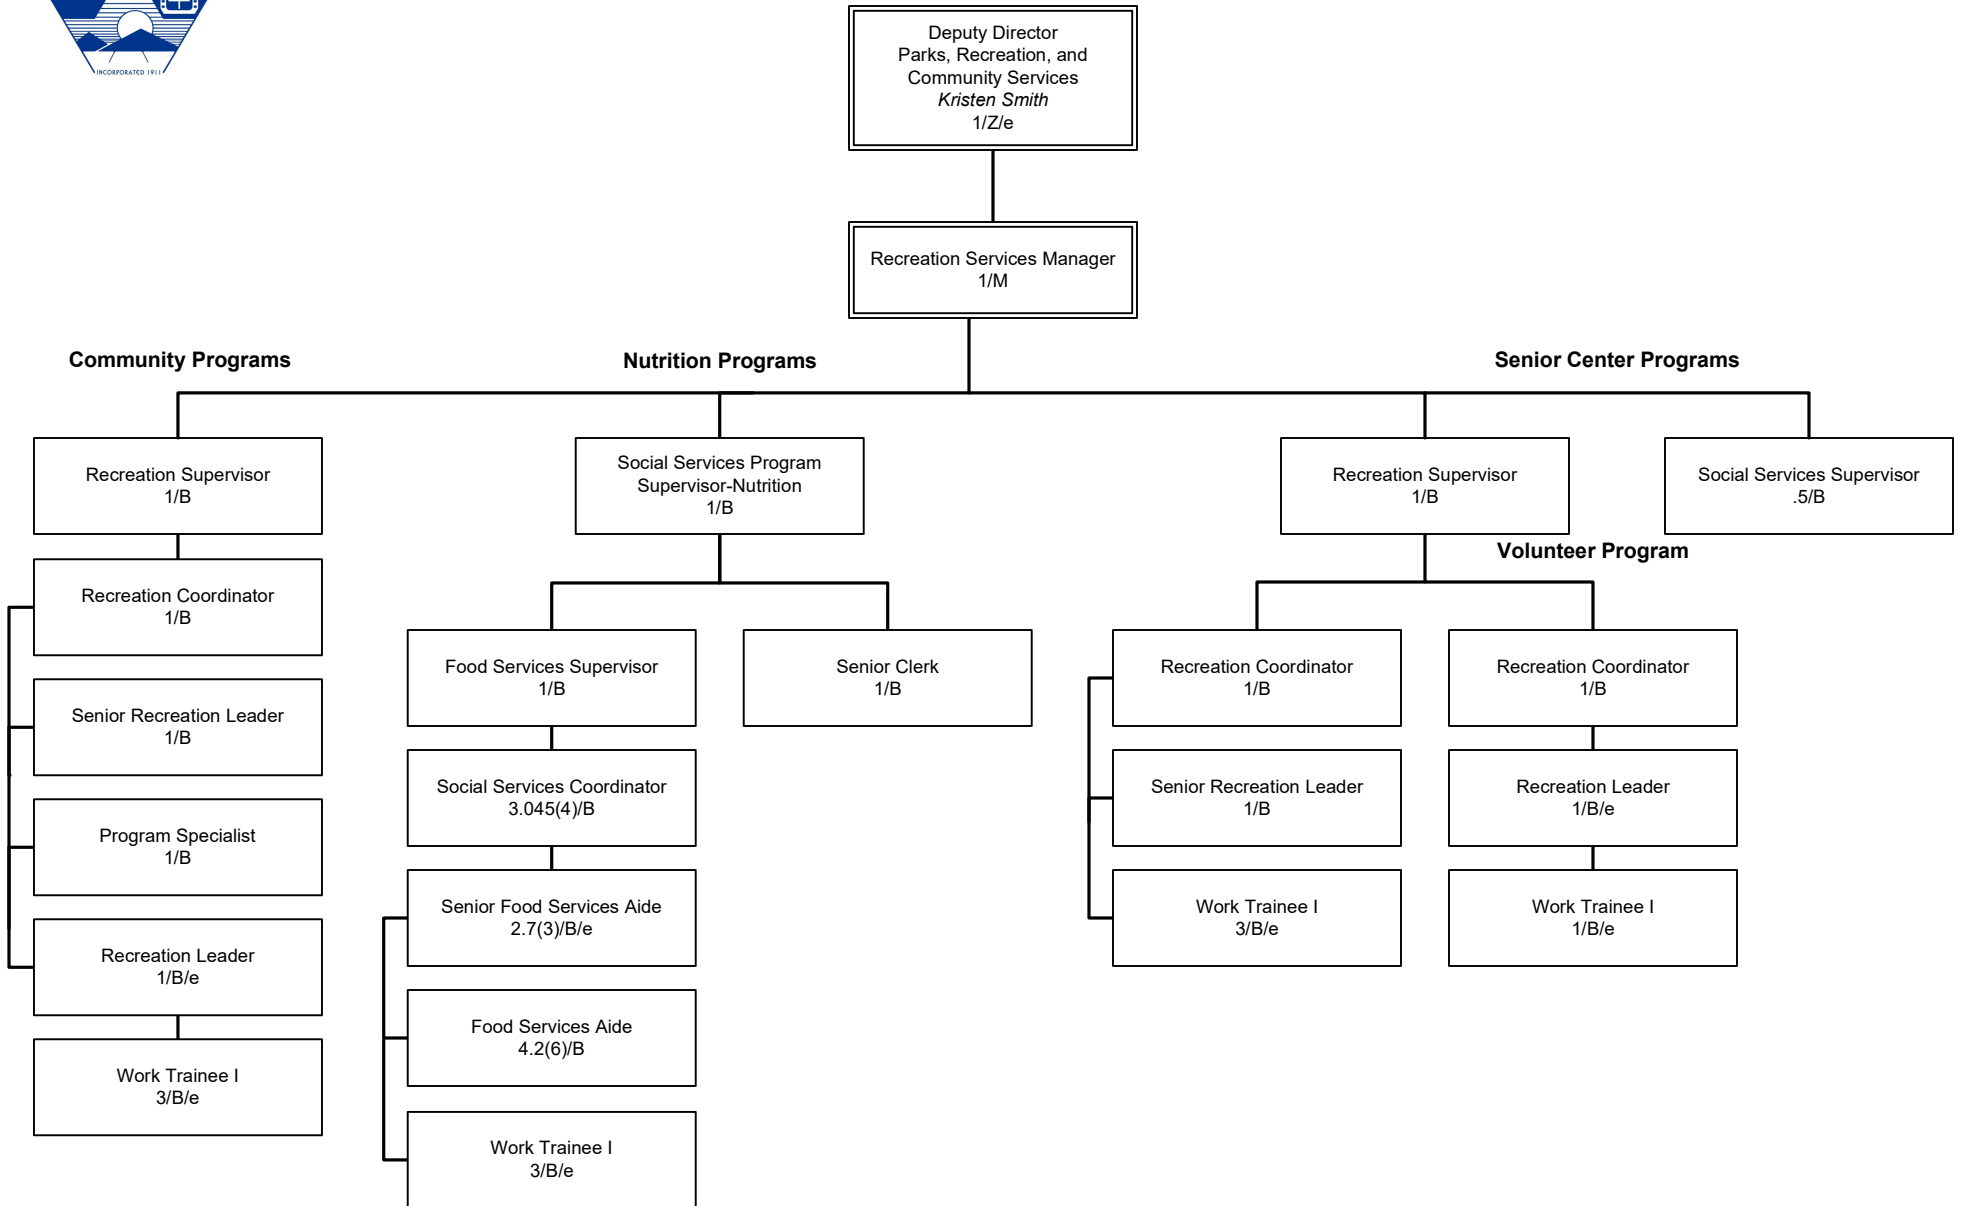 INCORPORATED 1911
Deputy Director
Parks, Recreation, and
Community Services
Kristen Smith
1/Z/e
Recreation Services Manager
1/M
Community Programs
Nutrition Programs
Senior Center Programs
Recreation Supervisor
1/B
Social Services Program
Supervisor-Nutrition
1/B
Recreation Supervisor
1/B
Social Services Supervisor
.5/B
Volunteer Program
Recreation Coordinator
1/B
Senior Recreation Leader
1/B
Program Specialist
1/B
Recreation Leader
1/B/e
Work Trainee I
3/B/e
Food Services Supervisor
1/B
Senior Clerk
1/B
Social Services Coordinator
3.045(4)/B
Senior Food Services Aide
2.7(3)/B/e
Food Services Aide
4.2(6)/B
Work Trainee I
3/B/e
Recreation Coordinator
1/B
Senior Recreation Leader
1/B
Work Trainee I
3/B/e
Recreation Coordinator
1/B
Recreation Leader
1/B/e
Work Trainee I
1/B/e